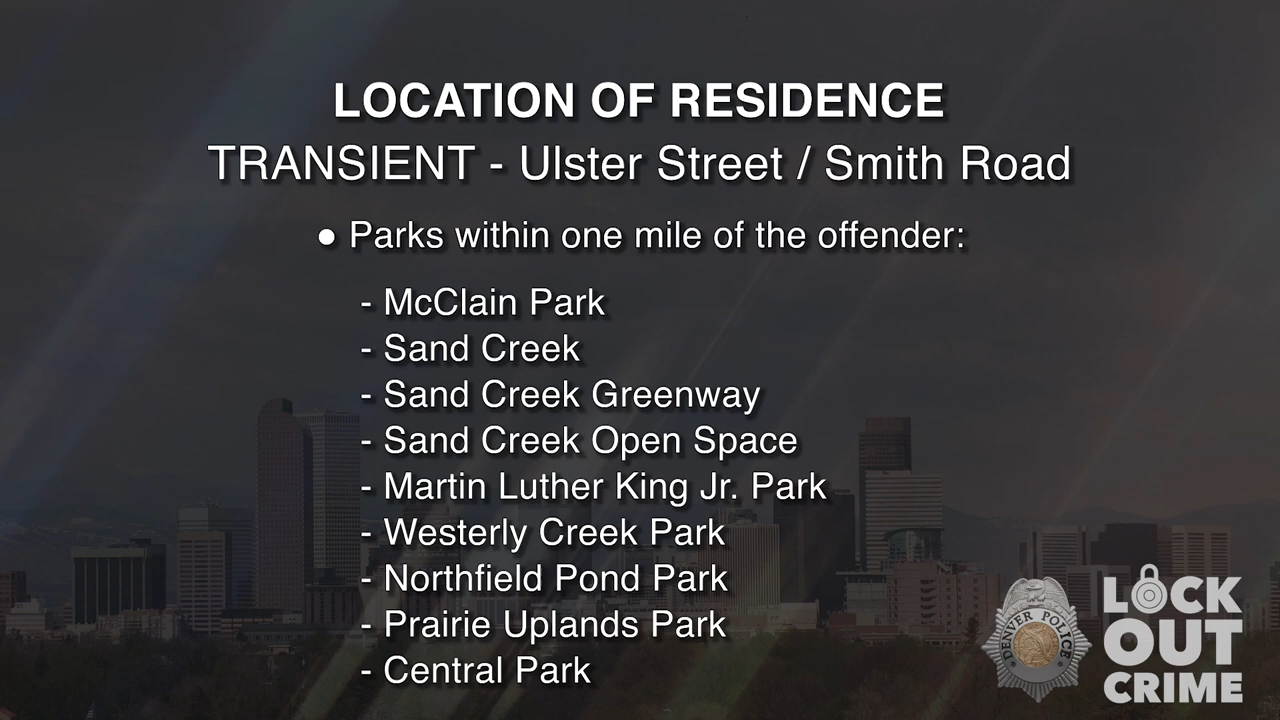 LOCATION OF RESIDENCE
TRANSIENT - Ulster Street / Smith Road
● Parks within one mile of the offender:
- McClain Park
- Sand Creek
- Sand Creek Greenway
- Sand Creek Open Space
- Martin Luther King Jr. Park
- Westerly Creek Park
- Northfield Pond Park
- Prairie Uplands Park
- Central Park
DENVER POLICE
LOCK
OUT
CRIME